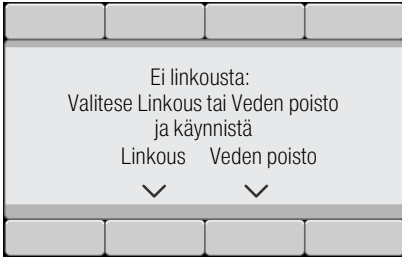 Ei linkousta:
Valitese Linkous tai Veden poisto
ja käynnistä
Linkous Veden poisto